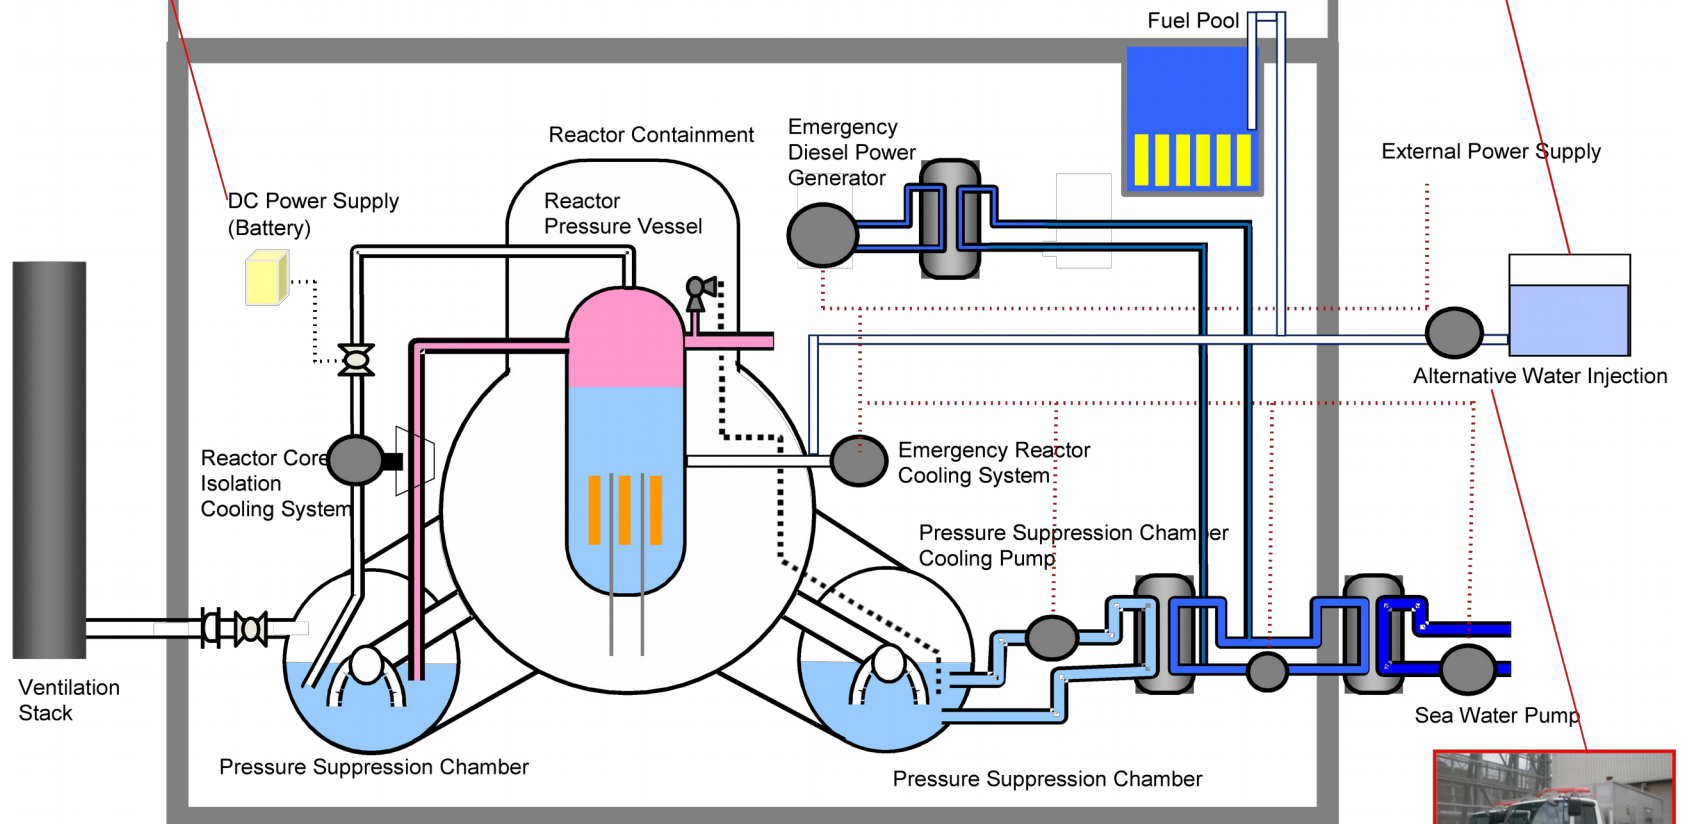 Fuel Pool
Reactor Containment
Emergency
Diesel Power
Generator
External Power Supply
DC Power Supply
(Battery)
Reactor
Pressure Vessel
Alternative Water Injection
Reactor Core
Isolation
Cooling System
Emergency Reactor
Cooling System
Pressure Suppression Chamber
Cooling Pump
Ventilation
Stack
Sea Water Pump
Pressure Suppression Chamber
Pressure Suppression Chamber